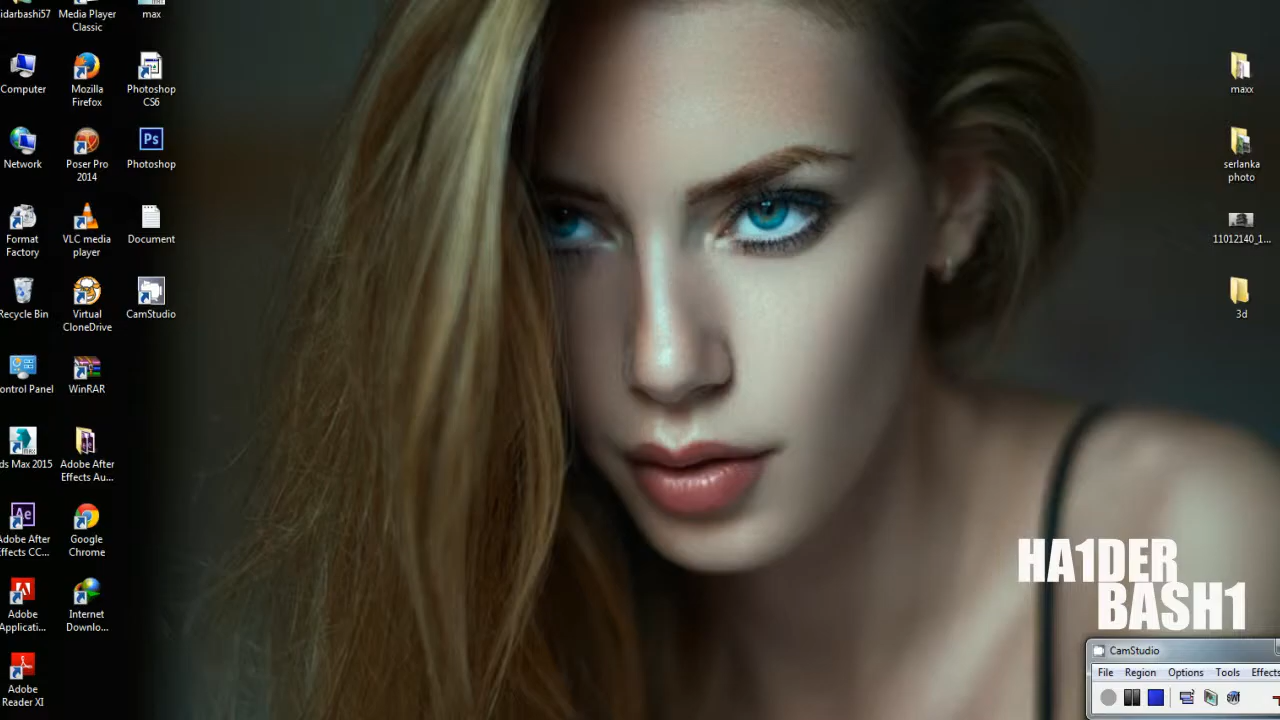 idarbashi57
Media Player
Classic
max
Computer
Mozilla
Firefox
Photoshop
CS6
Network
Poser Pro
2014
Photoshop
Format
Factory
VLC media
player
Document
Recycle Bin
Virtual
CloneDrive
CamStudio
ontrol Panel
WinRAR
ds Max 2015
Adobe After
Effects Au...
Adobe After
Effects CC...
Google
Chrome
Adobe
Applicati...
Internet
Downlo...
Adobe
Reader XI
Ps
Ae
maxx
serlanka
photo
11012140_1...
3d
HA1DER
BASH1
CamStudio
File Region Options Tools Effects